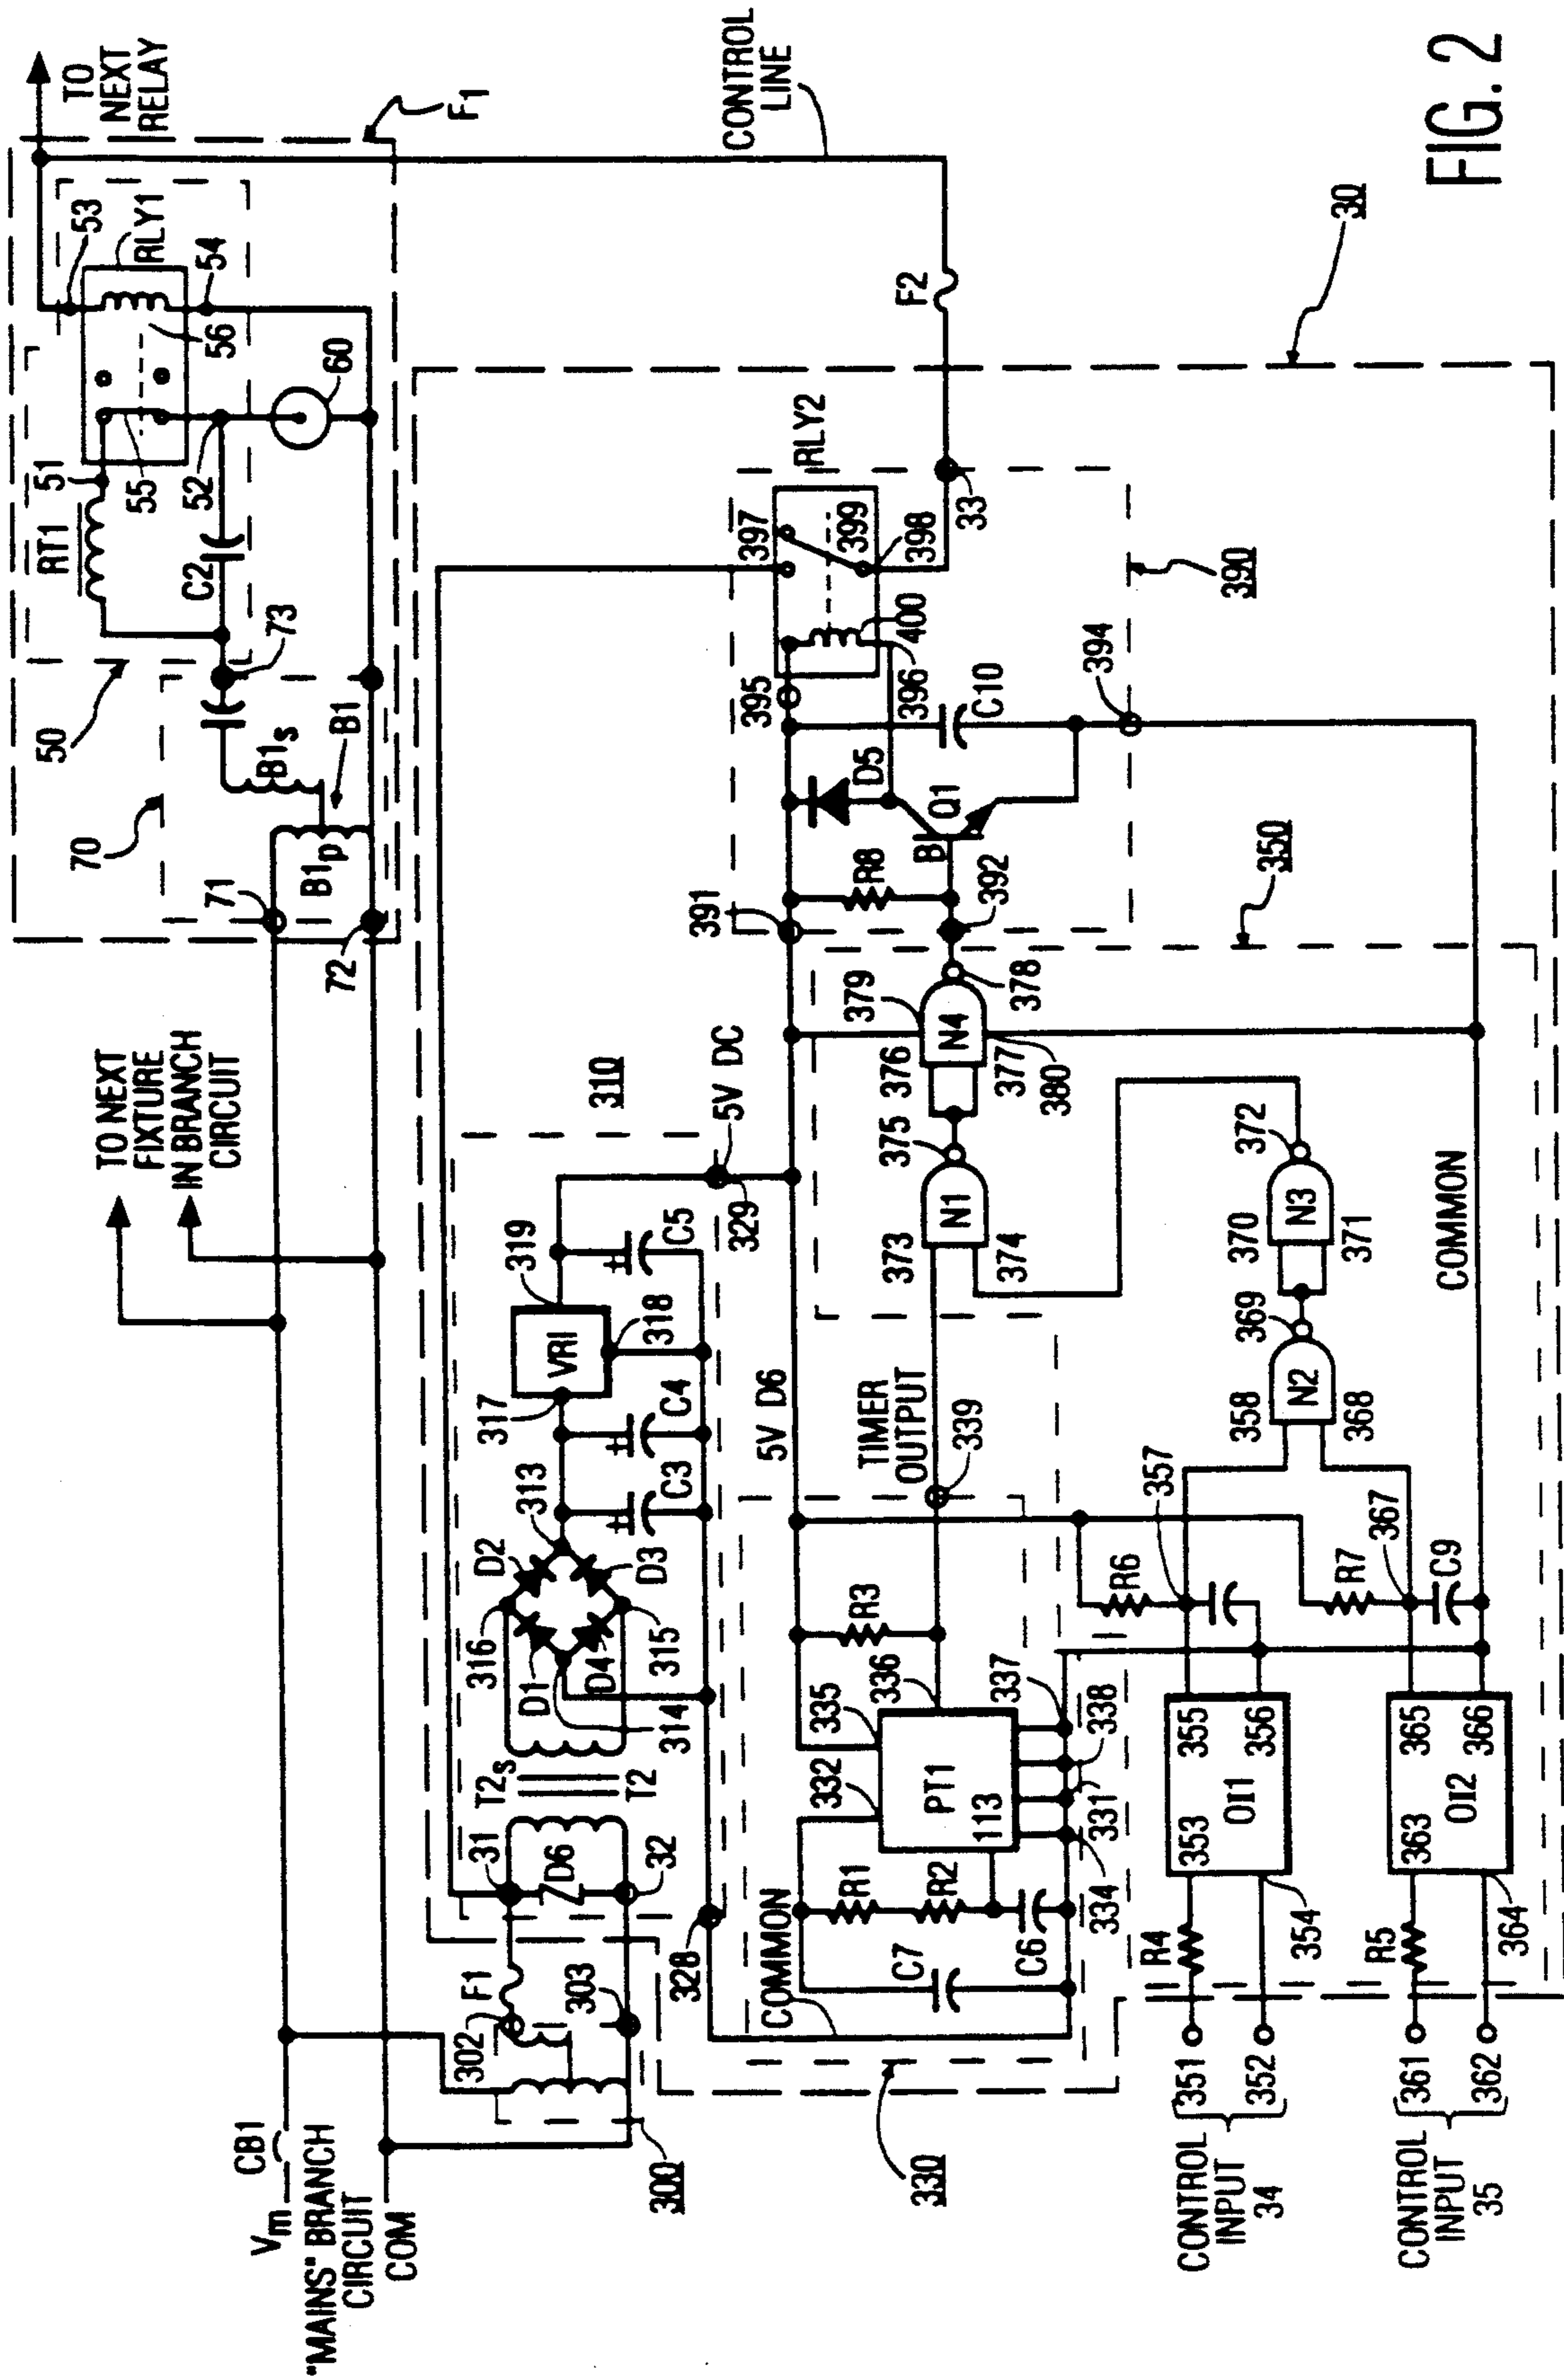 TO
NEXT
RELAY
F1
CONTROL
LINE
FIG. 2
30
53
RLY1
54
56
60
51
55
52
RT1
C2
73
50
B1s
B1
70
B1p
71
72
TO NEXT
FIXTURE
IN BRANCH
CIRCUIT
F2
RLY2
397
399
398
33
390
400
396
395
C10
394
D5
Q1
B
R8
391
392
350
379
378
N4
376
377
380
375
N1
373
374
372
N3
370
371
369
N2
358
368
COMMON
310
5V DC
329
319
C5
VR1
318
317
C4
313
C3
D2
D3
316
315
D1
D4
314
T2s
T2
31
D6
32
328
F1
302
303
300
CB1
Vm
"MAINS" BRANCH
CIRCUIT
COM
5V D6
TIMER
OUTPUT
339
R3
336
335
332
PT1
113
337
338
331
334
R1
R2
C6
C7
COMMON
330
357
367
R6
R7
C9
355
356
OI1
353
354
R4
351
352
CONTROL
INPUT
34
365
366
OI2
363
364
R5
361
362
CONTROL
INPUT
35